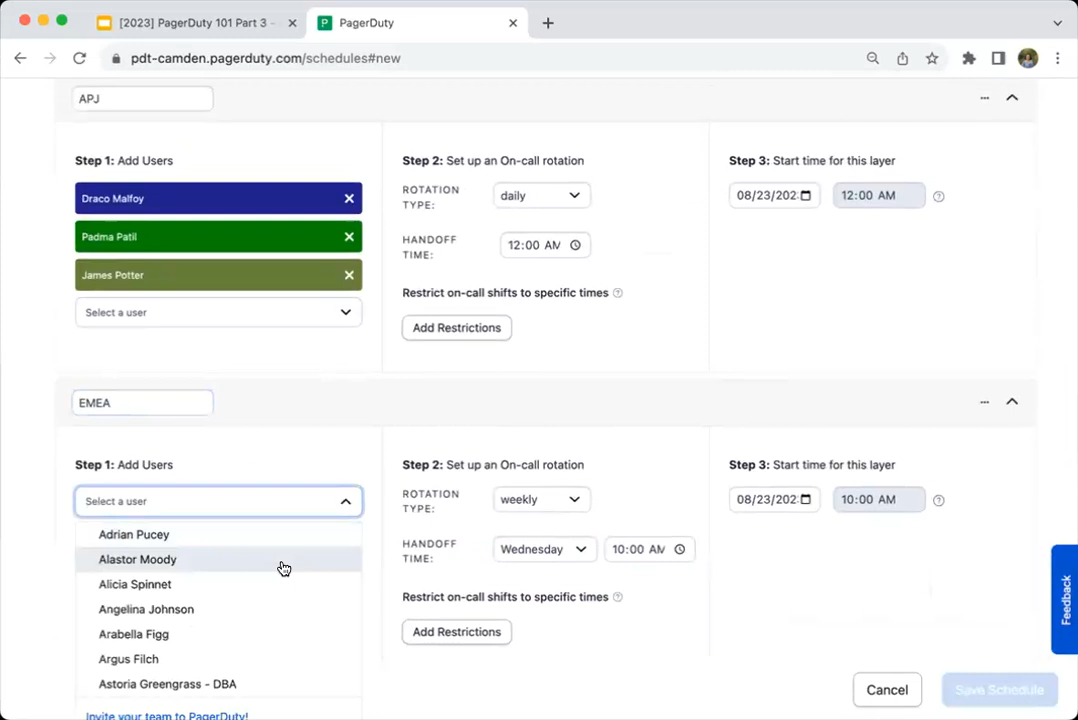 [2023] PagerDuty 101 Part 3 -
PagerDuty
pdt-camden.pagerduty.com/schedules#new
APJ
Step 1: Add Users
Draco Malfoy
Padma Patil
James Potter
Select a user
Step 2: Set up an On-call rotation
ROTATION TYPE:
daily
HANDOFF TIME:
12:00 AM
Restrict on-call shifts to specific times
Add Restrictions
Step 3: Start time for this layer
08/23/202
12:00 AM
EMEA
Step 1: Add Users
Select a user
Adrian Pucey
Alastor Moody
Alicia Spinnet
Angelina Johnson
Arabella Figg
Argus Filch
Astoria Greengrass - DBA
Invite your team to PagerDuty!
Step 2: Set up an On-call rotation
ROTATION TYPE:
weekly
HANDOFF TIME:
Wednesday
10:00 AM
Restrict on-call shifts to specific times
Add Restrictions
Step 3: Start time for this layer
08/23/202
10:00 AM
Feedback
Cancel
Save Schedule